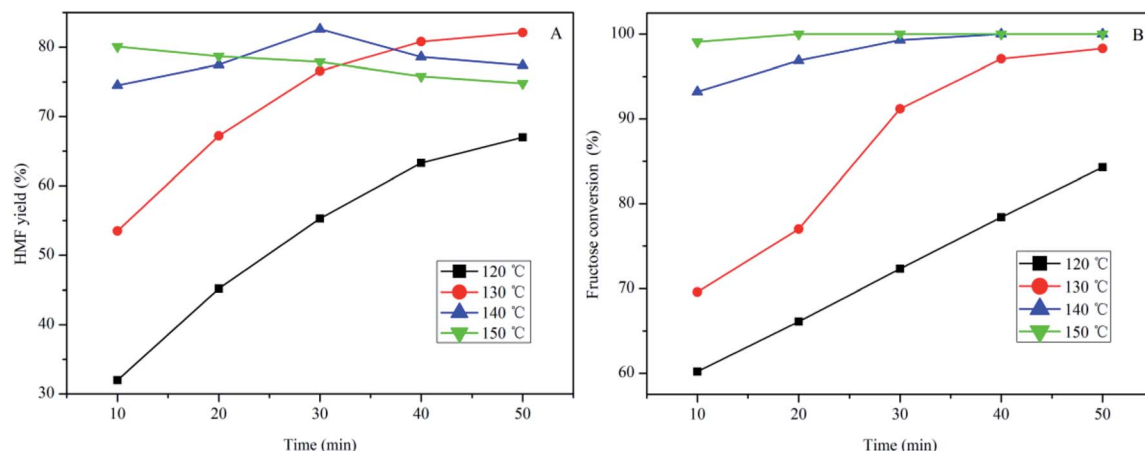 A
HMF yield (%)
80
70
60
50
40
30
10 20 30 40 50
Time (min)
120 ℃
130 ℃
140 ℃
150 ℃
B
Fructose conversion (%)
100
90
80
70
60
10 20 30 40 50
Time (min)
120 ℃
130 ℃
140 ℃
150 ℃